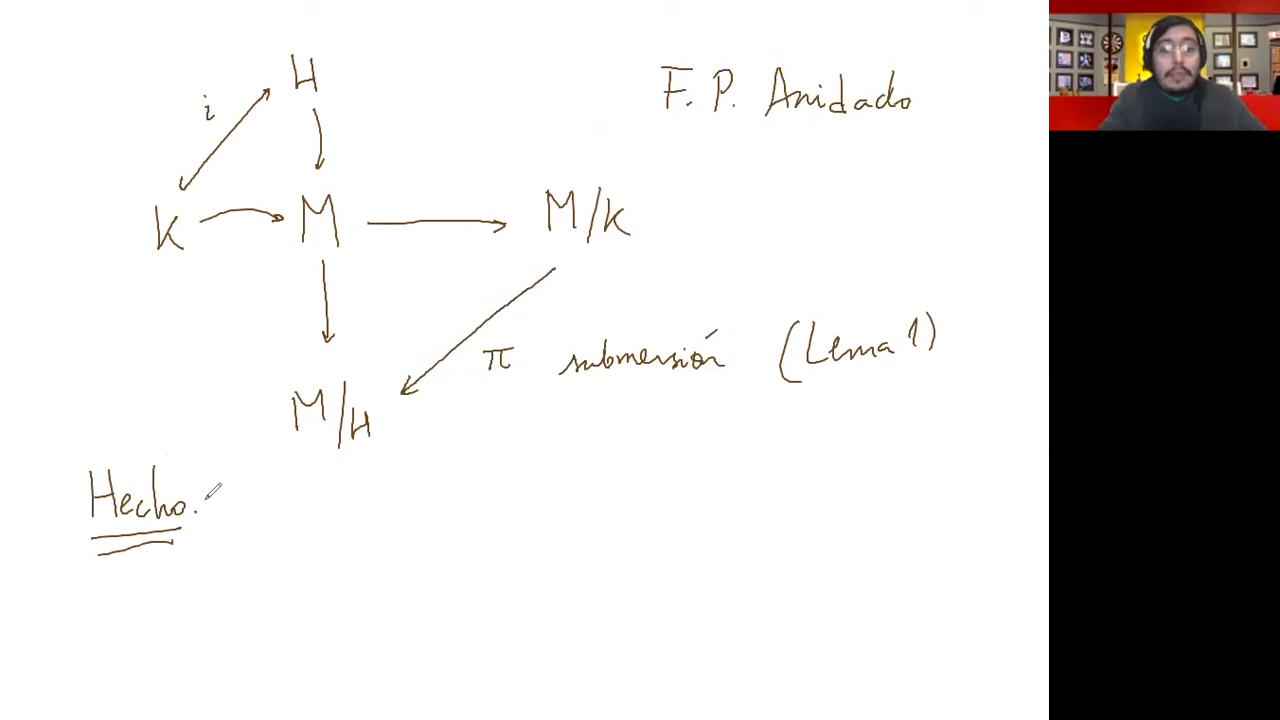 H
F. P. Anidado
i
K M M/K
π submersión (Lema 1)
M/H
Hecho.